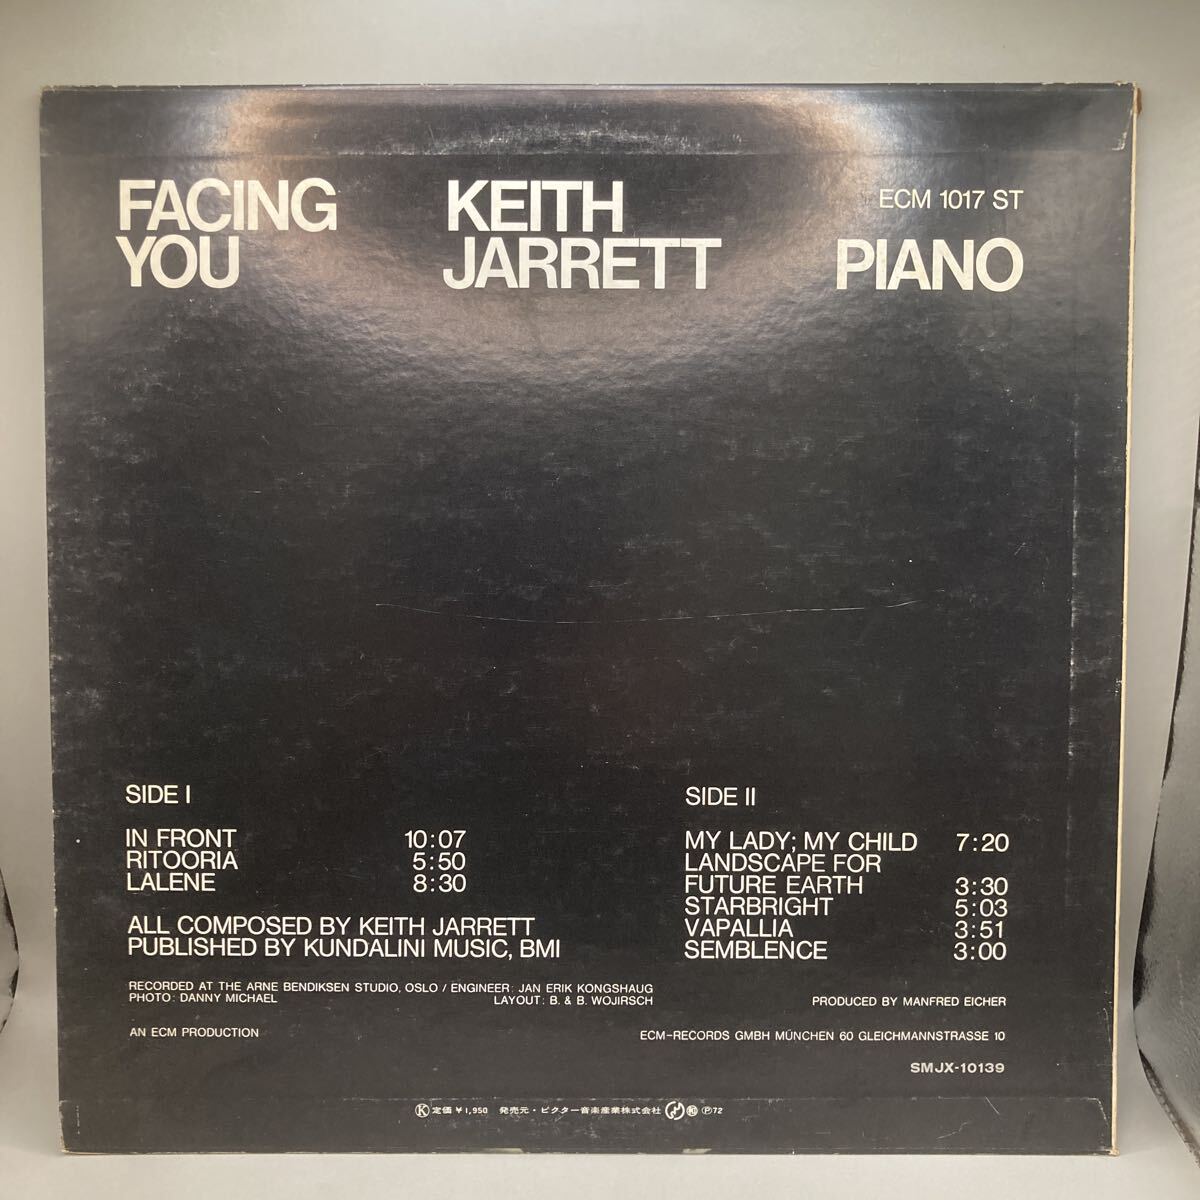 FACING
YOU
KEITH
JARRETT
ECM 1017 ST
PIANO
SIDE I
IN FRONT 10:07
RITOORIA 5:50
LALENE 8:30
ALL COMPOSED BY KEITH JARRETT
PUBLISHED BY KUNDALINI MUSIC, BMI
SIDE II
MY LADY; MY CHILD 7:20
LANDSCAPE FOR
FUTURE EARTH 3:30
STARBRIGHT 5:03
VAPALLIA 3:51
SEMBLENCE 3:00
RECORDED AT THE ARNE BENDIKSEN STUDIO, OSLO / ENGINEER: JAN ERIK KONGSHAUG
PHOTO: DANNY MICHAEL LAYOUT: B. & B. WOJIRSCH
PRODUCED BY MANFRED EICHER
AN ECM PRODUCTION
ECM-RECORDS GMBH MÜNCHEN 60 GLEICHMANNSTRASSE 10
SMJX-10139
Ⓚ定価 ¥1,950 発売元・ビクター音楽産業株式会社 ㊒ Ⓟ72